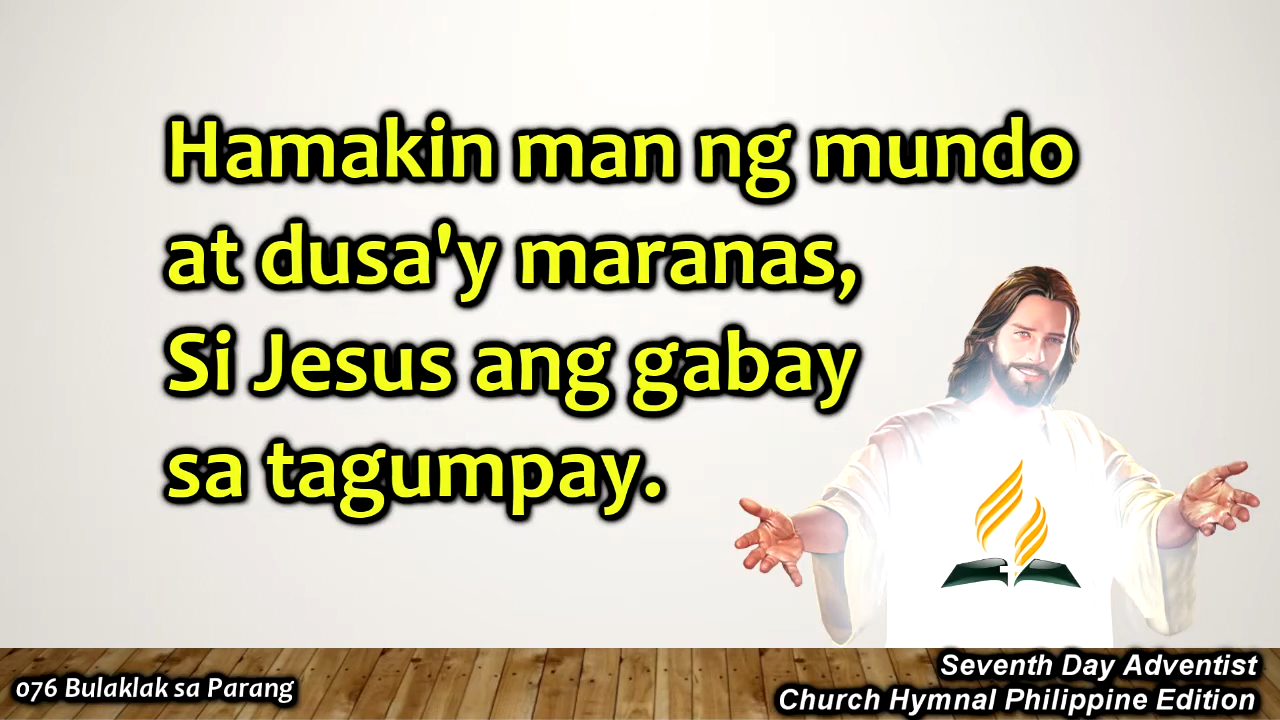 Hamakin man ng mundo
at dusa'y maranas,
Si Jesus ang gabay
sa tagumpay.
076 Bulaklak sa Parang
Seventh Day Adventist
Church Hymnal Philippine Edition